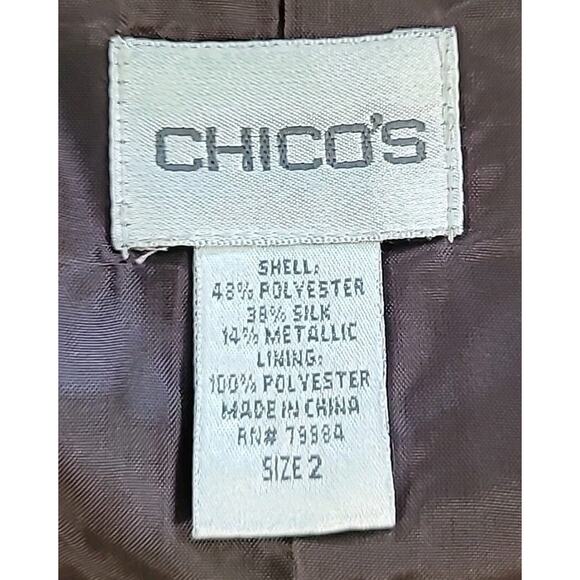 CHICO'S
SHELL:
48% POLYESTER
38% SILK
14% METALLIC
LINING:
100% POLYESTER
MADE IN CHINA
RN# 79984
SIZE 2